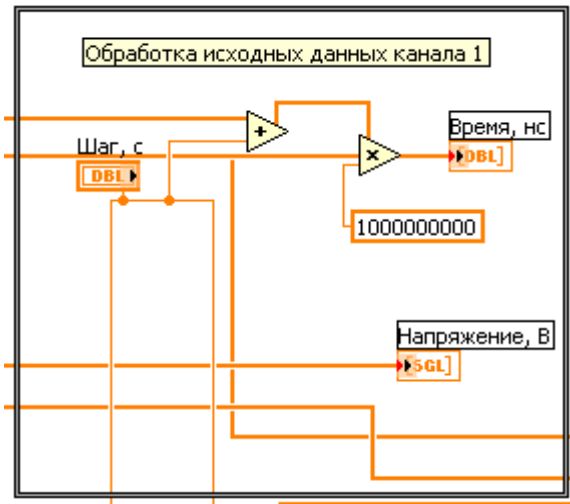 Обработка исходных данных канала 1
+
Шаг, с
DBL
×
Время, нс
DBL]
1000000000
Напряжение, В
SGL]